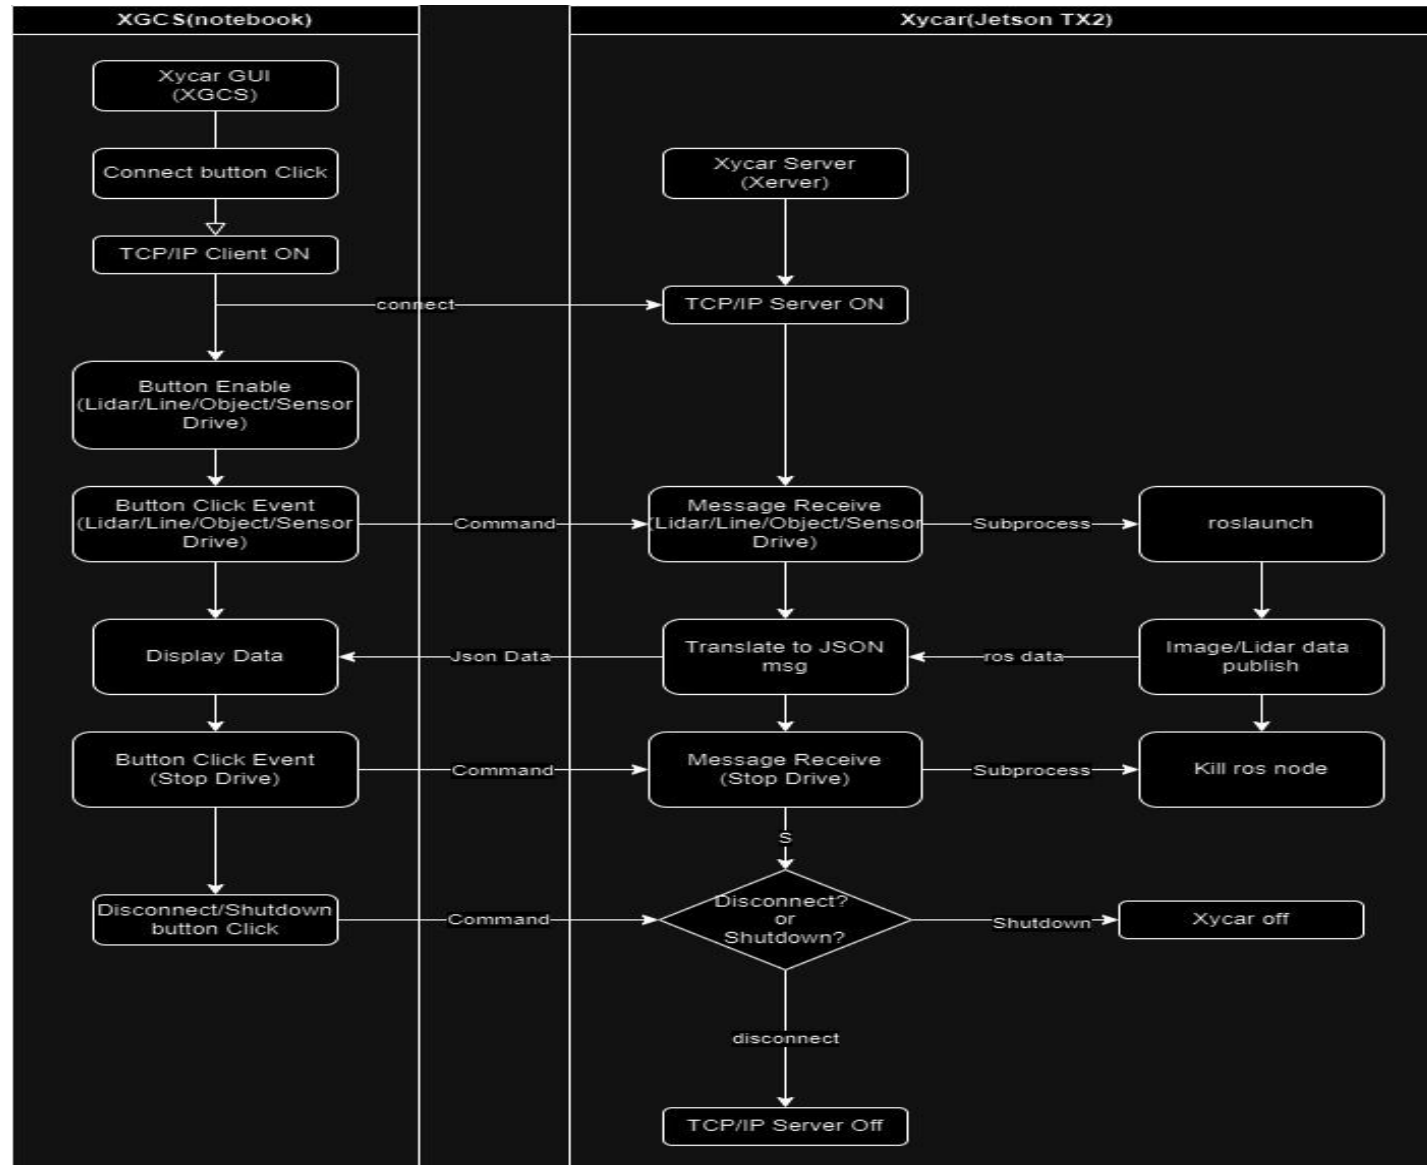 XGCS(notebook)
Xycar(Jetson TX2)
Xycar GUI
(XGCS)
Connect button Click
Xycar Server
(Xerver)
TCP/IP Client ON
connect
TCP/IP Server ON
Button Enable
(Lidar/Line/Object/Sensor
Drive)
Button Click Event
(Lidar/Line/Object/Sensor
Drive)
Command
Message Receive
(Lidar/Line/Object/Sensor
Drive)
Subprocess
roslaunch
Display Data
Json Data
Translate to JSON
msg
ros data
Image/Lidar data
publish
Button Click Event
(Stop Drive)
Command
Message Receive
(Stop Drive)
Subprocess
Kill ros node
S
Disconnect/Shutdown
button Click
Command
Disconnect?
or
Shutdown?
Shutdown
Xycar off
disconnect
TCP/IP Server Off